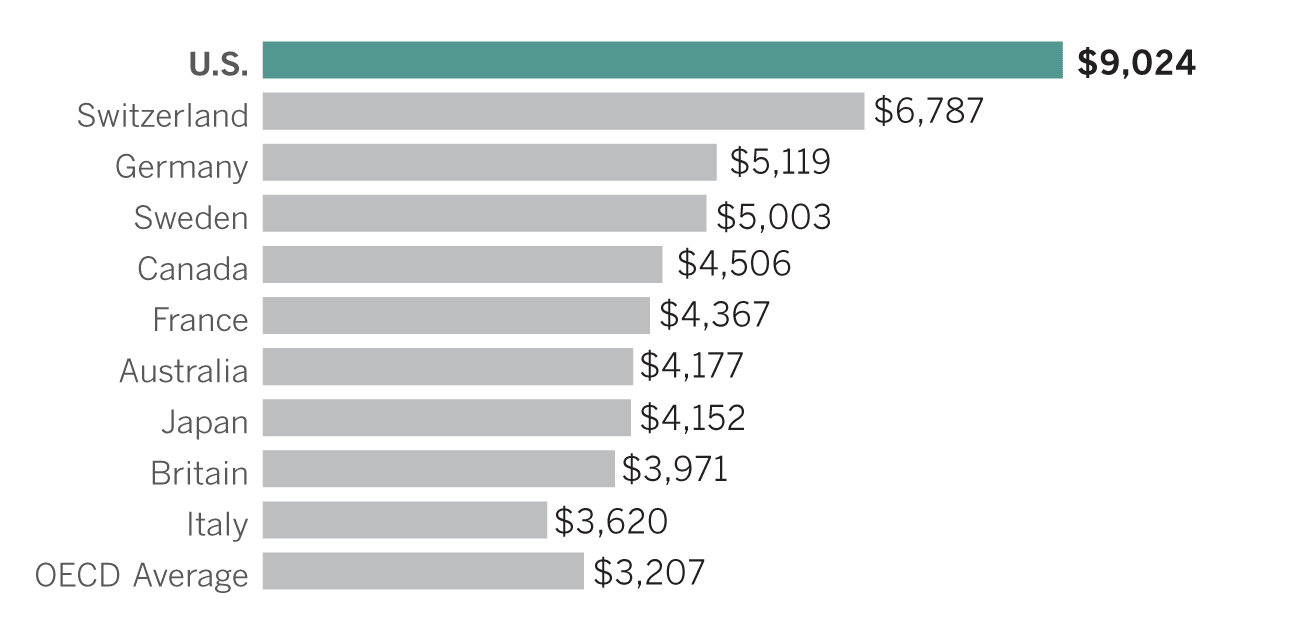 U.S. $9,024
Switzerland $6,787
Germany $5,119
Sweden $5,003
Canada $4,506
France $4,367
Australia $4,177
Japan $4,152
Britain $3,971
Italy $3,620
OECD Average $3,207